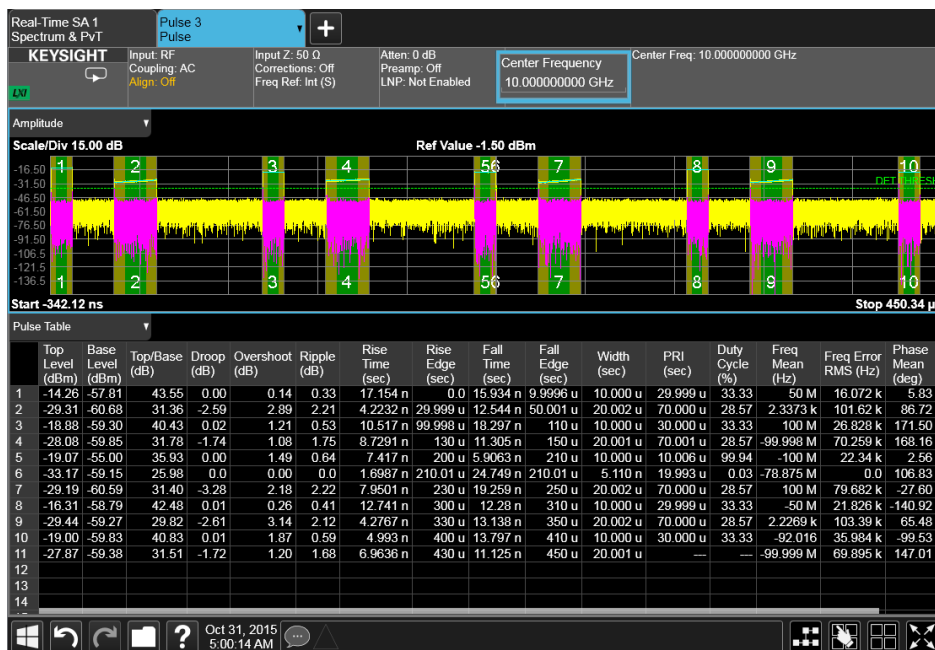 Real-Time SA 1
Spectrum & PvT
Pulse 3
Pulse
KEYSIGHT
LXI
Input: RF
Coupling: AC
Align: Off
Input Z: 50 Ω
Corrections: Off
Freq Ref: Int (S)
Atten: 0 dB
Preamp: Off
LNP: Not Enabled
Center Frequency
10.000000000 GHz
Center Freq: 10.000000000 GHz
Amplitude
Scale/Div 15.00 dB Ref Value -1.50 dBm
1 2 3 4 56 7 8 9 10
DET THRESH
-16.50
-31.50
-46.50
-61.50
-76.50
-91.50
-106.5
-121.5
-136.5
1 2 3 4 56 7 8 9 10
Start -342.12 ns Stop 450.34 µ
Pulse Table
Top Level (dBm) Base Level (dBm) Top/Base (dB) Droop (dB) Overshoot (dB) Ripple (dB) Rise Time (sec) Rise Edge (sec) Fall Time (sec) Fall Edge (sec) Width (sec) PRI (sec) Duty Cycle (%) Freq Mean (Hz) Freq Error RMS (Hz) Phase Mean (deg)
1 -14.26 -57.81 43.55 0.00 0.14 0.33 17.154 n 0.0 15.934 n 9.9996 u 10.000 u 29.999 u 33.33 50 M 16.072 k 5.83
2 -29.31 -60.68 31.36 -2.59 2.89 2.21 4.2232 n 29.999 u 12.544 n 50.001 u 20.002 u 70.000 u 28.57 2.3373 k 101.62 k 86.72
3 -18.88 -59.30 40.43 0.02 1.21 0.53 10.517 n 99.998 u 18.297 n 110 u 10.000 u 30.000 u 33.33 100 M 26.828 k 171.50
4 -28.08 -59.85 31.78 -1.74 1.08 1.75 8.7291 n 130 u 11.305 n 150 u 20.001 u 70.001 u 28.57 -99.998 M 70.259 k 168.16
5 -19.07 -55.00 35.93 0.00 1.49 0.64 7.417 n 200 u 5.9063 n 210 u 10.000 u 10.006 u 99.94 -100 M 22.34 k 2.56
6 -33.17 -59.15 25.98 0.0 0.00 0.0 1.6987 n 210.01 u 24.749 n 210.01 u 5.110 n 19.993 u 0.03 -78.875 M 0.0 106.83
7 -29.19 -60.59 31.40 -3.28 2.18 2.22 7.9501 n 230 u 19.259 n 250 u 20.002 u 70.000 u 28.57 100 M 79.682 k -27.60
8 -16.31 -58.79 42.48 0.01 0.26 0.41 12.741 n 300 u 12.28 n 310 u 10.000 u 29.999 u 33.33 -50 M 21.826 k -140.92
9 -29.44 -59.27 29.82 -2.61 3.14 2.12 4.2767 n 330 u 13.138 n 350 u 20.002 u 70.000 u 28.57 2.2269 k 103.39 k 65.48
10 -19.00 -59.83 40.83 0.01 1.87 0.59 4.993 n 400 u 13.797 n 410 u 10.000 u 30.000 u 33.33 -92.016 35.984 k -99.53
11 -27.87 -59.38 31.51 -1.72 1.20 1.68 6.9636 n 430 u 11.125 n 450 u 20.001 u --- --- -99.999 M 69.895 k 147.01
12
13
14
Oct 31, 2015
5:00:14 AM